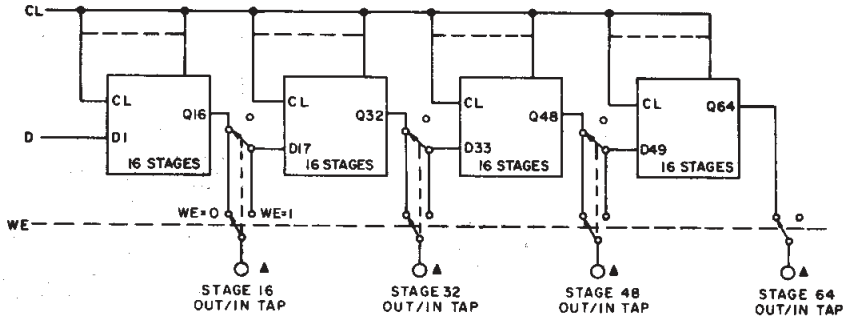 CL
CL Q16
CL Q32
CL Q48
CL Q64
D D1
D17
D33
D49
16 STAGES
16 STAGES
16 STAGES
16 STAGES
WE=0 WE=1
WE
STAGE 16
OUT/IN TAP
STAGE 32
OUT/IN TAP
STAGE 48
OUT/IN TAP
STAGE 64
OUT/IN TAP